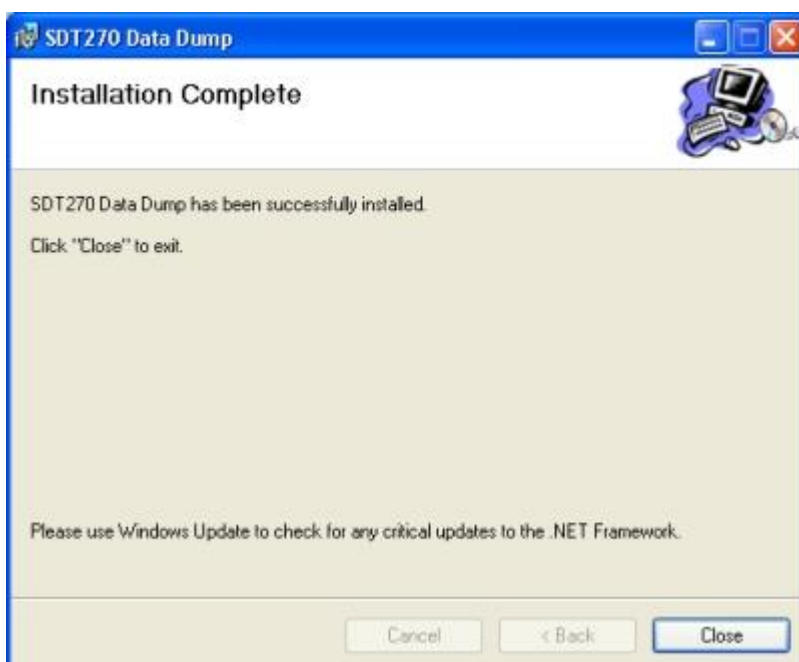 SDT270 Data Dump
Installation Complete
SDT270 Data Dump has been successfully installed.
Click "Close" to exit.
Please use Windows Update to check for any critical updates to the .NET Framework.
Cancel < Back Close